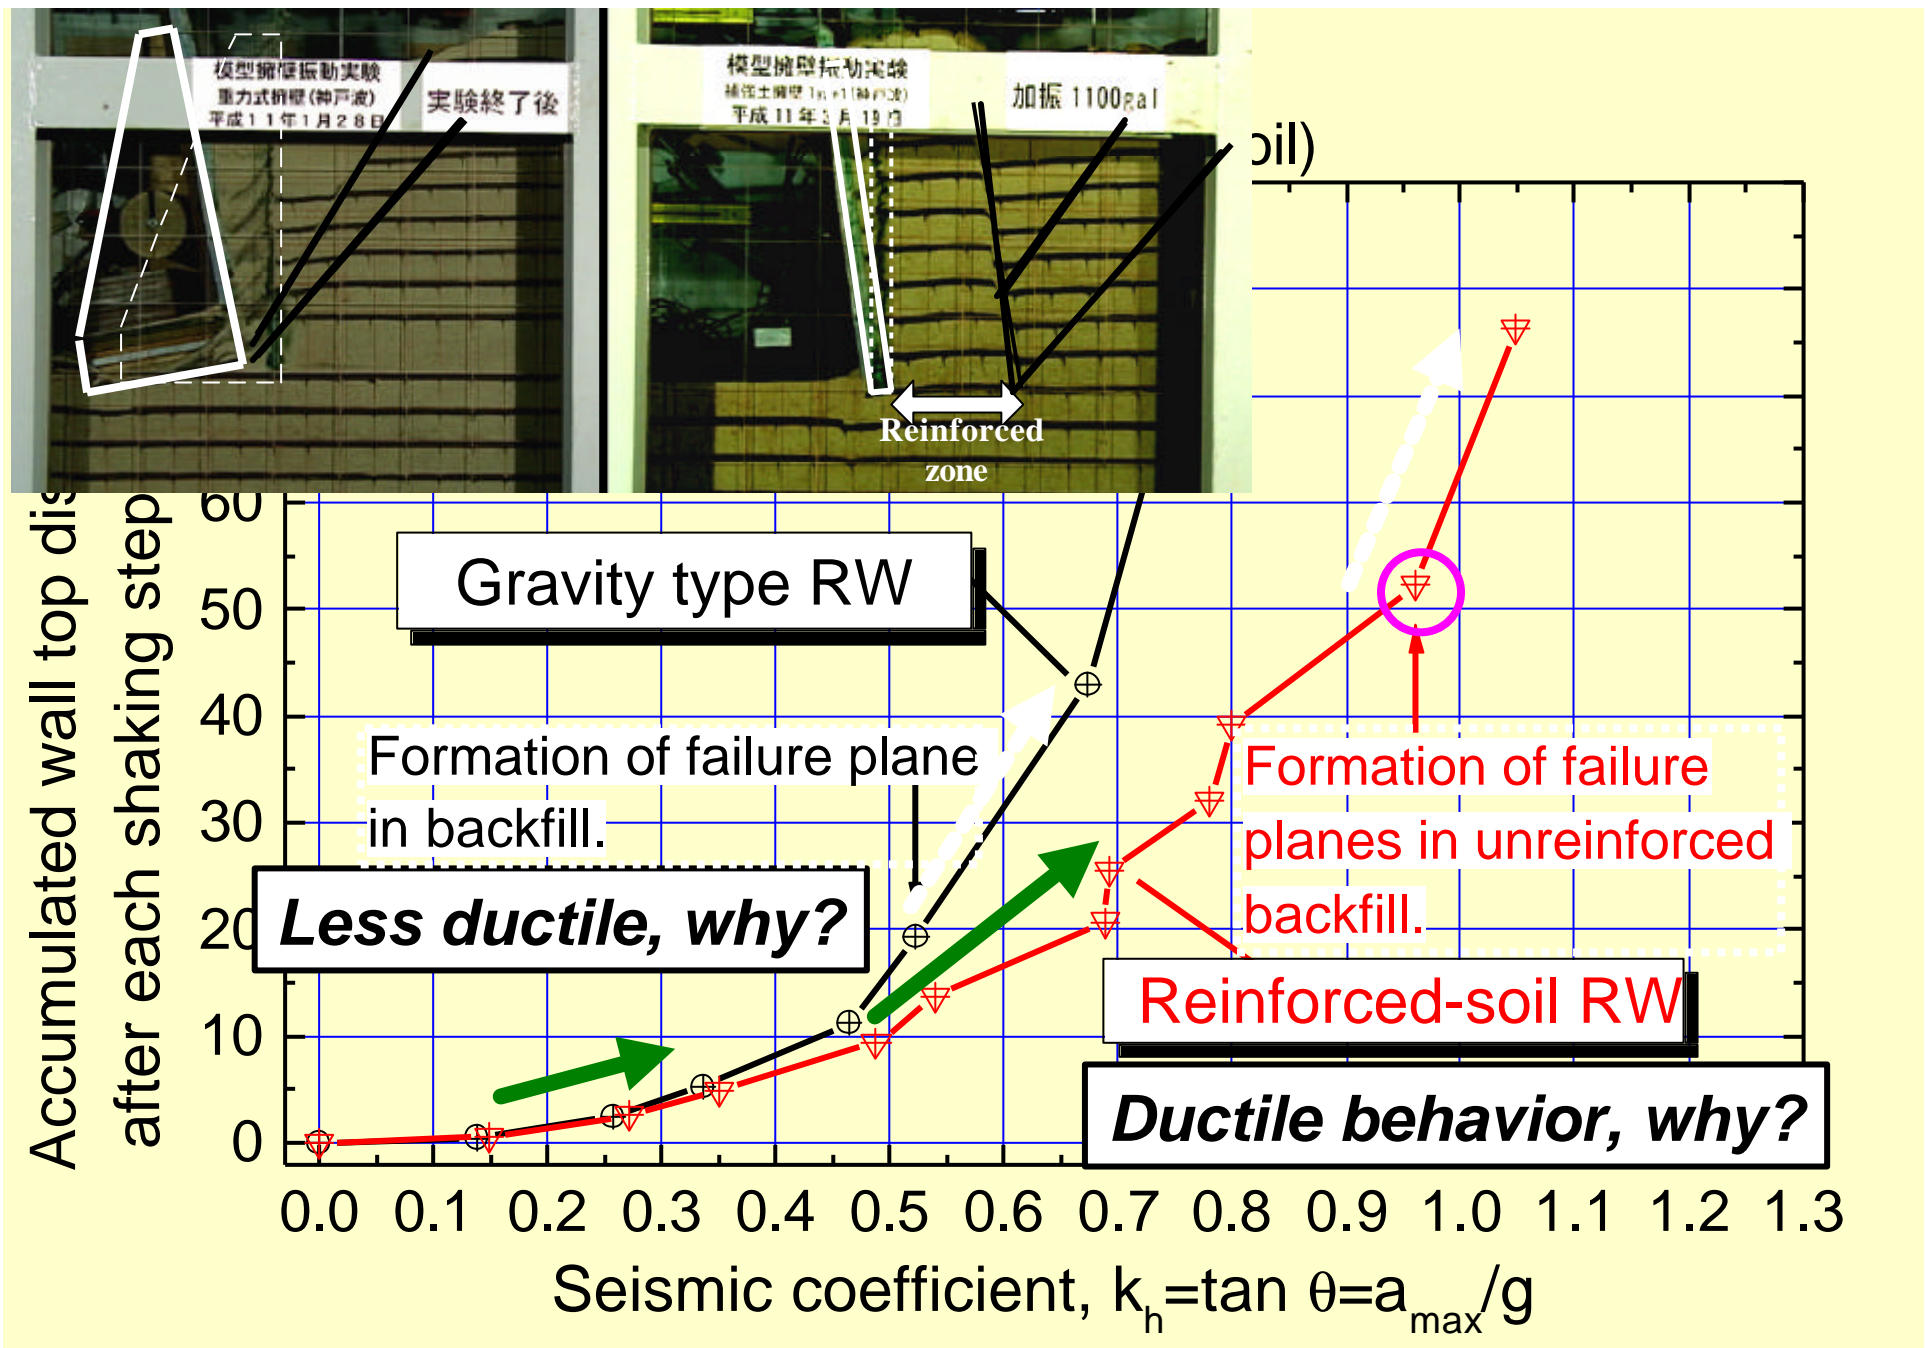 模型擁壁振動実験
重力式擁壁(神戸波)
平成11年1月28日
実験終了後
模型擁壁振動実験
補強土擁壁
平成11年3月19日
加振 1100gal
oil)
Reinforced
zone
Accumulated wall top dis
after each shaking step
60
50
40
30
20
10
0
Gravity type RW
Formation of failure plane
in backfill.
Less ductile, why?
Formation of failure
planes in unreinforced
backfill.
Reinforced-soil RW
Ductile behavior, why?
0.0 0.1 0.2 0.3 0.4 0.5 0.6 0.7 0.8 0.9 1.0 1.1 1.2 1.3
Seismic coefficient, kh=tan θ=amax/g